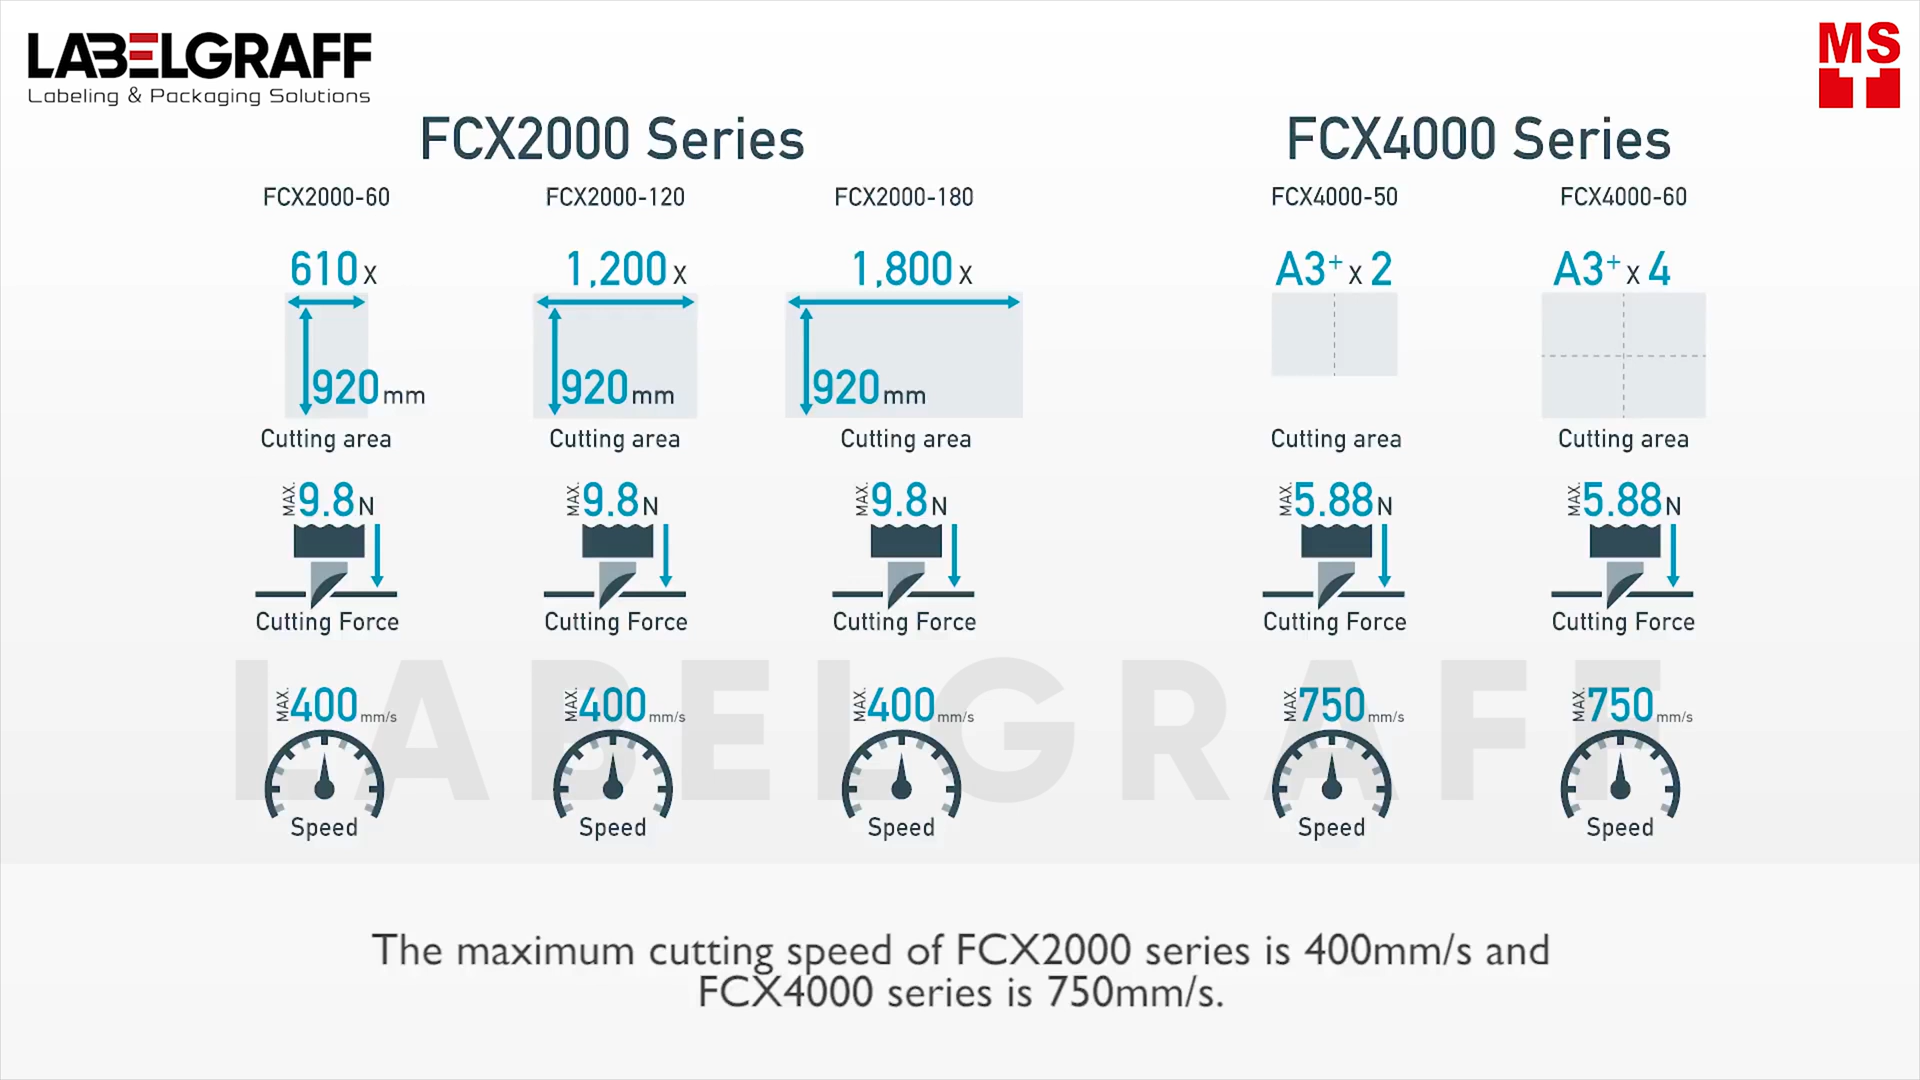 LABELGRAFF
Labeling & Packaging Solutions
MS
T
FCX2000 Series
FCX4000 Series
FCX2000-60
FCX2000-120
FCX2000-180
FCX4000-50
FCX4000-60
610 x
1,200 x
1,800 x
A3+ x 2
A3+ x 4
920 mm
920 mm
920 mm
Cutting area
Cutting area
Cutting area
Cutting area
Cutting area
MAX. 9.8 N
MAX. 9.8 N
MAX. 9.8 N
MAX. 5.88 N
MAX. 5.88 N
Cutting Force
Cutting Force
Cutting Force
Cutting Force
Cutting Force
LABELGRAFF
MAX. 400 mm/s
MAX. 400 mm/s
MAX. 400 mm/s
MAX. 750 mm/s
MAX. 750 mm/s
Speed
Speed
Speed
Speed
Speed
The maximum cutting speed of FCX2000 series is 400mm/s and
FCX4000 series is 750mm/s.